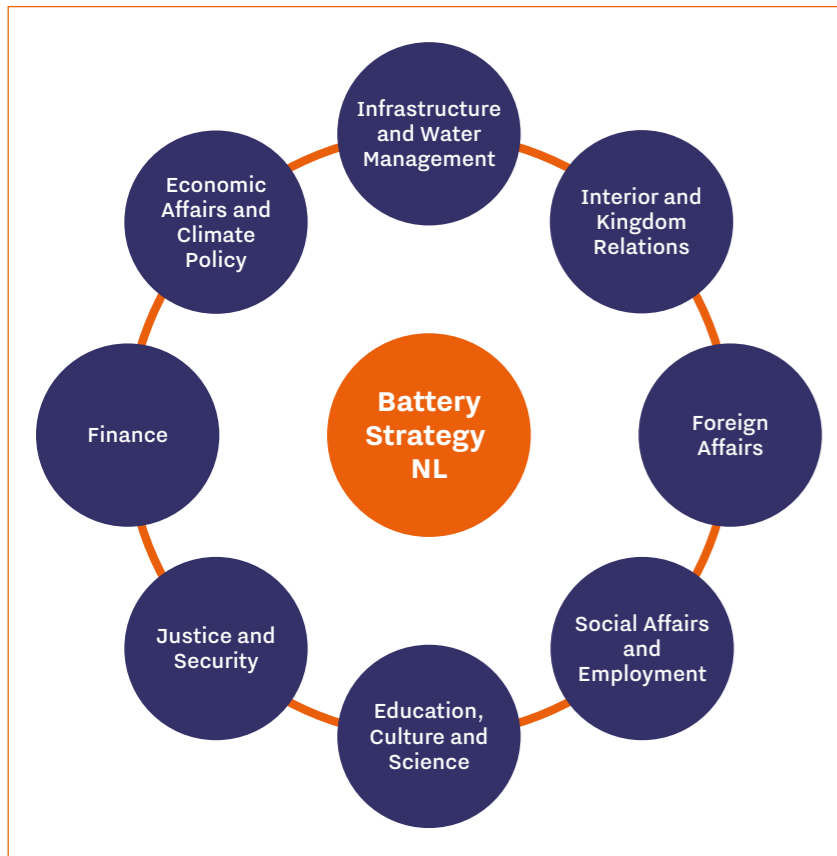 Infrastructure
and Water
Management
Economic
Affairs and
Climate
Policy
Interior and
Kingdom
Relations
Finance
Battery
Strategy
NL
Foreign
Affairs
Justice and
Security
Social Affairs
and
Employment
Education,
Culture and
Science